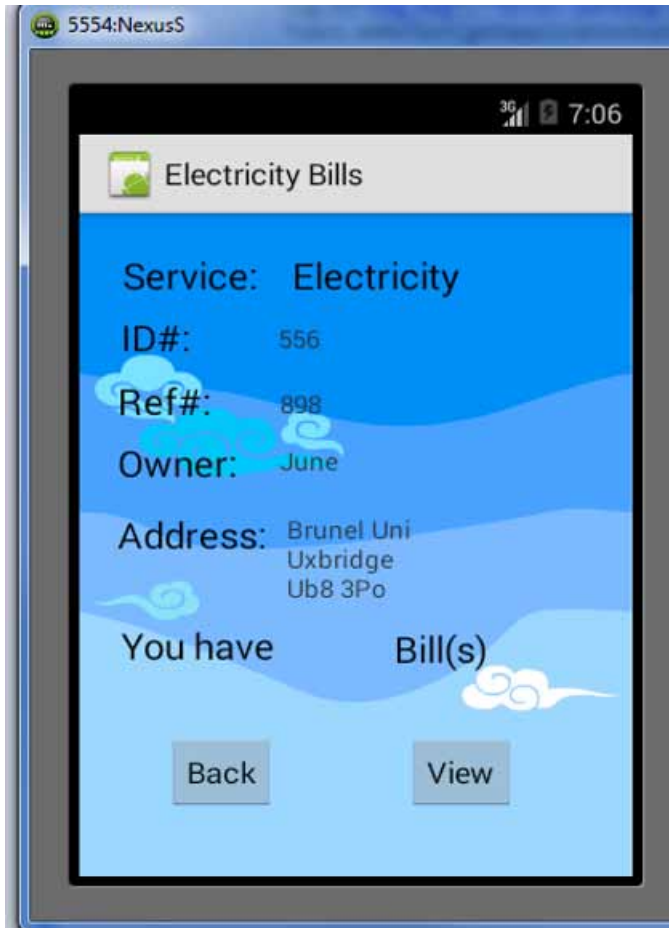 5554:NexusS
3G 7:06
Electricity Bills
Service: Electricity
ID#: 556
Ref#: 898
Owner: June
Address: Brunel Uni
Uxbridge
Ub8 3Po
You have Bill(s)
Back View